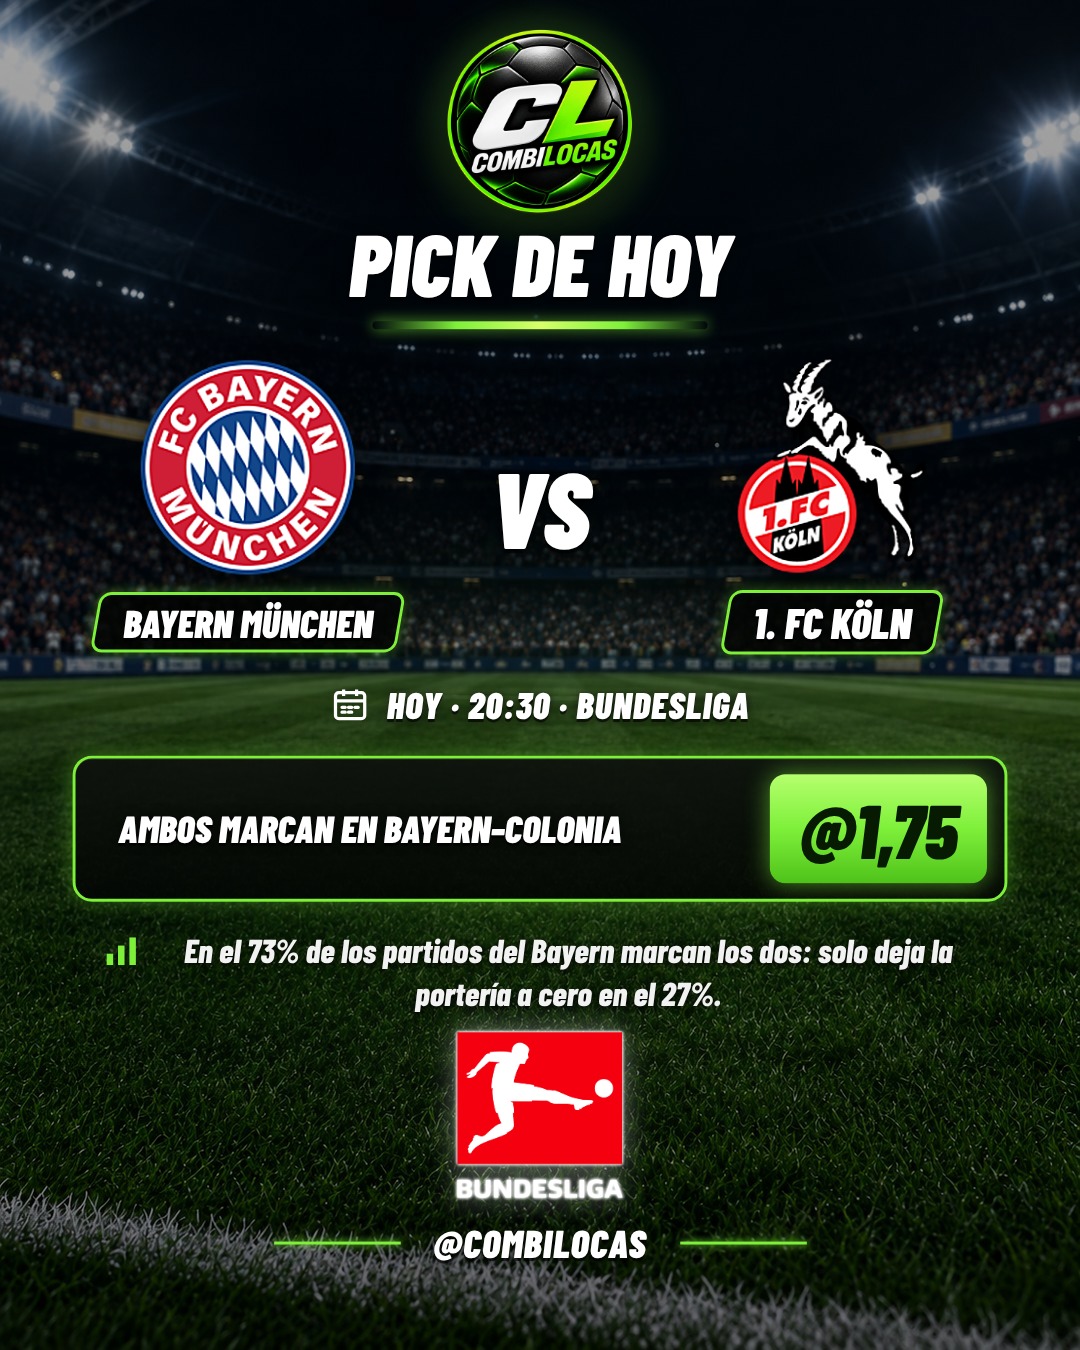 CL
COMBILOCAS
PICK DE HOY
FC BAYERN
MÜNCHEN
1. FC
KÖLN
VS
BAYERN MÜNCHEN
1. FC KÖLN
HOY · 20:30 · BUNDESLIGA
AMBOS MARCAN EN BAYERN-COLONIA
@1,75
En el 73% de los partidos del Bayern marcan los dos: solo deja la
portería a cero en el 27%.
BUNDESLIGA
@COMBILOCAS